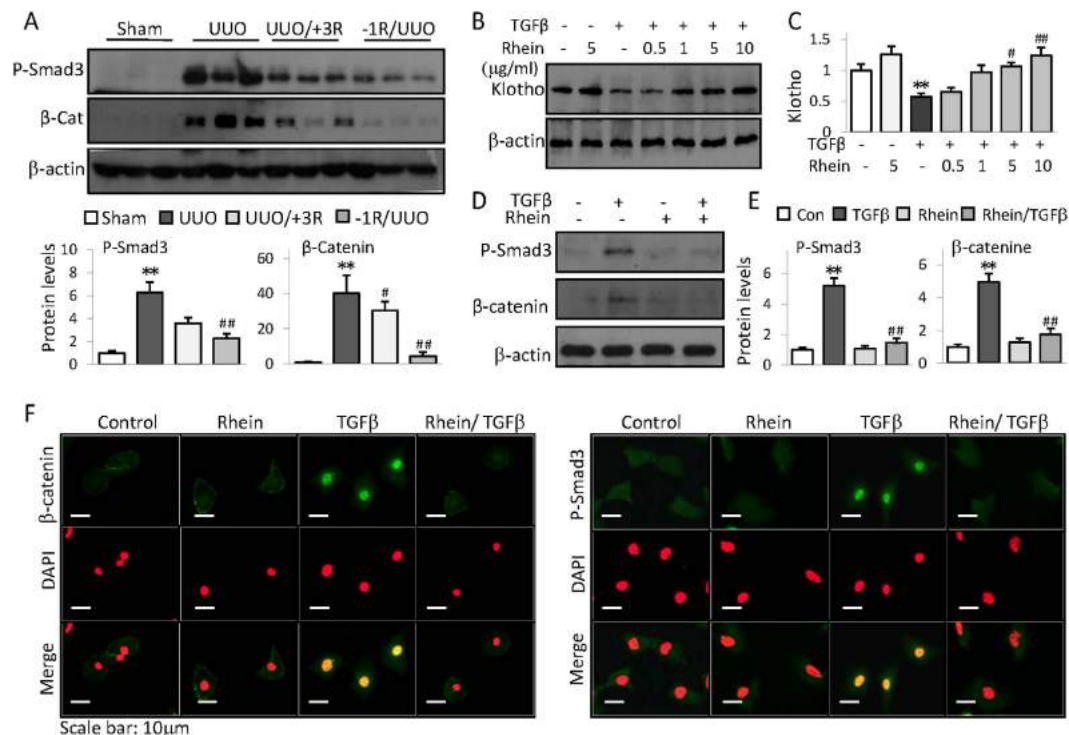 A
Sham UUO UUO/+3R -1R/UUO
P-Smad3
β-Cat
β-actin
Sham UUO UUO/+3R -1R/UUO
P-Smad3
Protein levels
10
8
6
4
2
0
**
##
β-Catenin
60
40
20
0
**
#
##
B
TGFβ - - + + + + +
Rhein - 5 - 0.5 1 5 10
(μg/ml)
Klotho
β-actin
C
Klotho
1.5
1
0.5
0
**
#
##
TGFβ - - + + + + +
Rhein - 5 - 0.5 1 5 10
D
TGFβ - + - +
Rhein - - + +
P-Smad3
β-catenin
β-actin
E
Con TGFβ Rhein Rhein/TGFβ
P-Smad3
Protein levels
6
4
2
0
**
##
β-catenine
6
4
2
0
**
##
F
Control Rhein TGFβ Rhein/ TGFβ
β-catenin
DAPI
Merge
Scale bar: 10μm
Control Rhein TGFβ Rhein/ TGFβ
P-Smad3
DAPI
Merge